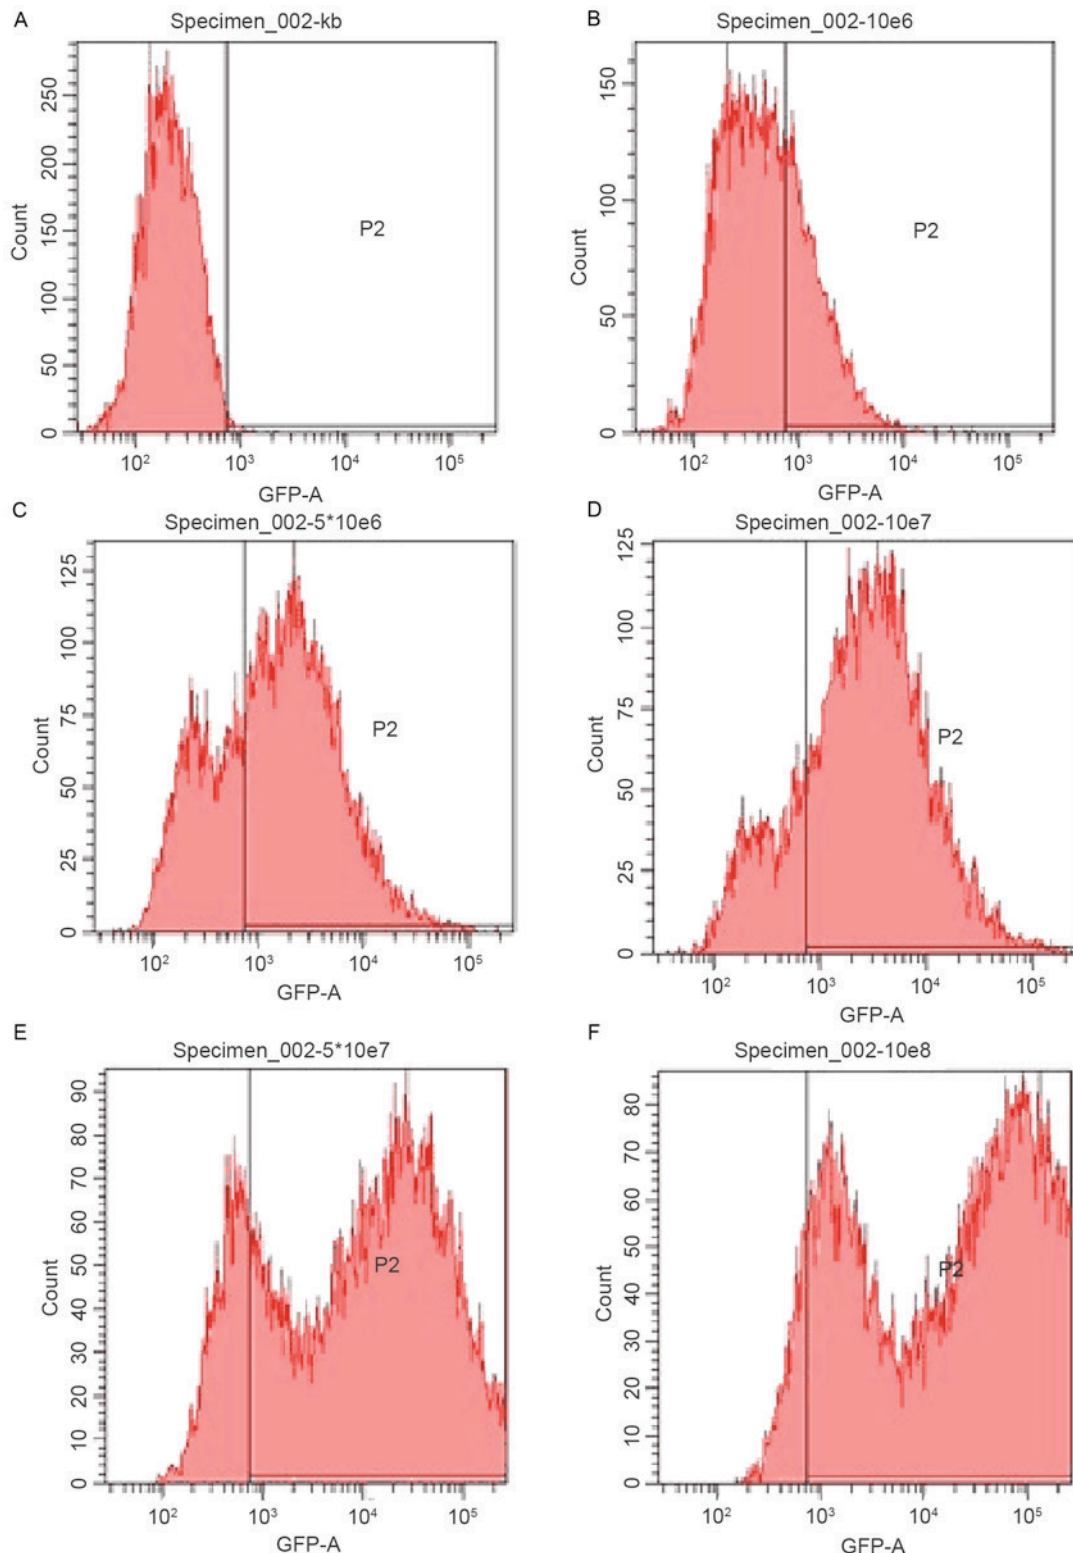 A
Specimen_002-kb
Count
0
50
100
150
200
250
P2
10²
10³
10⁴
10⁵
GFP-A
B
Specimen_002-10e6
Count
0
50
100
150
P2
10²
10³
10⁴
10⁵
GFP-A
C
Specimen_002-5*10e6
Count
0
25
50
75
100
125
P2
10²
10³
10⁴
10⁵
GFP-A
D
Specimen_002-10e7
Count
0
25
50
75
100
125
P2
10²
10³
10⁴
10⁵
GFP-A
E
Specimen_002-5*10e7
Count
0
10
20
30
40
50
60
70
80
90
P2
10²
10³
10⁴
10⁵
GFP-A
F
Specimen_002-10e8
Count
0
10
20
30
40
50
60
70
80
P2
10²
10³
10⁴
10⁵
GFP-A